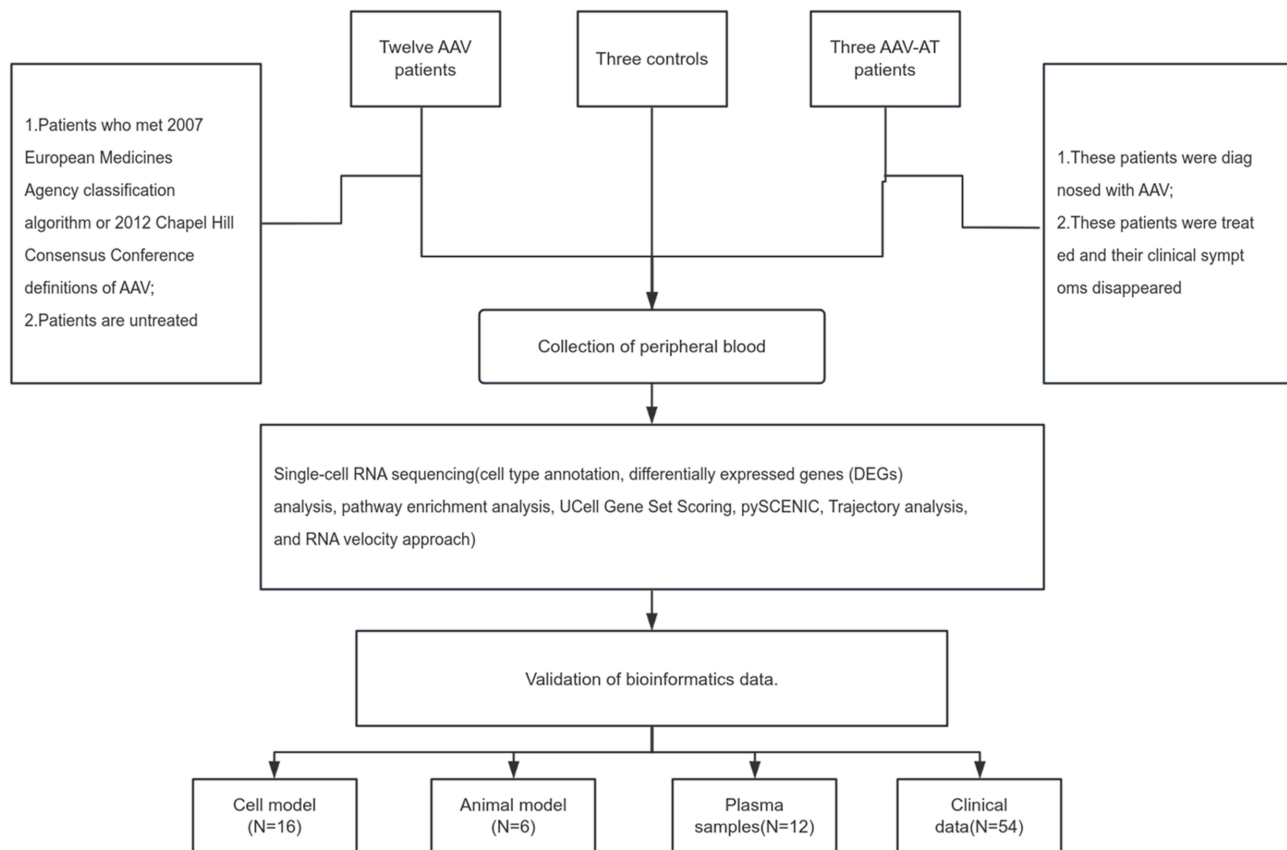 Twelve AAV
patients
Three controls
Three AAV-AT
patients
1.Patients who met 2007
European Medicines
Agency classification
algorithm or 2012 Chapel Hill
Consensus Conference
definitions of AAV;
2.Patients are untreated
1.These patients were diag
nosed with AAV;
2.These patients were treat
ed and their clinical sympt
oms disappeared
Collection of peripheral blood
Single-cell RNA sequencing(cell type annotation, differentially expressed genes (DEGs)
analysis, pathway enrichment analysis, UCell Gene Set Scoring, pySCENIC, Trajectory analysis,
and RNA velocity approach)
Validation of bioinformatics data.
Cell model
(N=16)
Animal model
(N=6)
Plasma
samples(N=12)
Clinical
data(N=54)